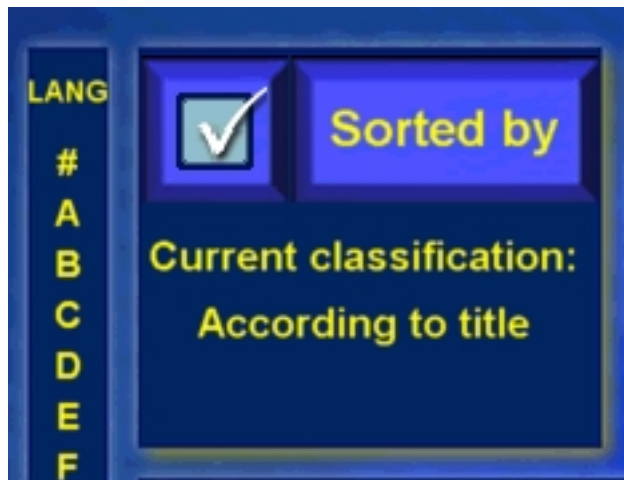 LANG
#
A
B
C
D
E
F
Sorted by
Current classification:
According to title